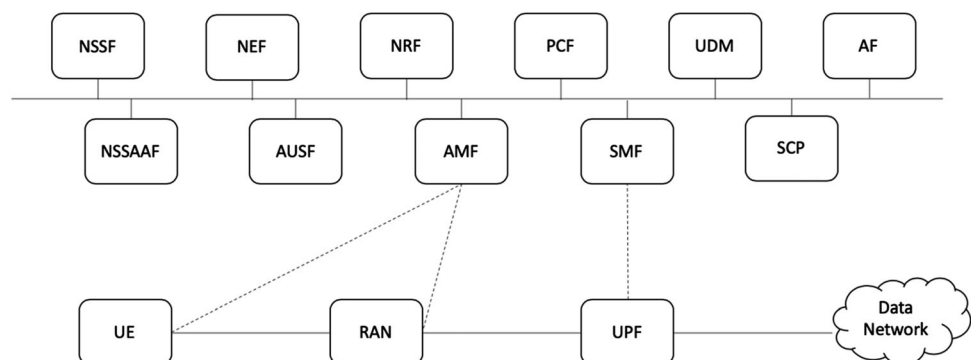 NSSF
NEF
NRF
PCF
UDM
AF
NSSAAF
AUSF
AMF
SMF
SCP
UE
RAN
UPF
Data
Network